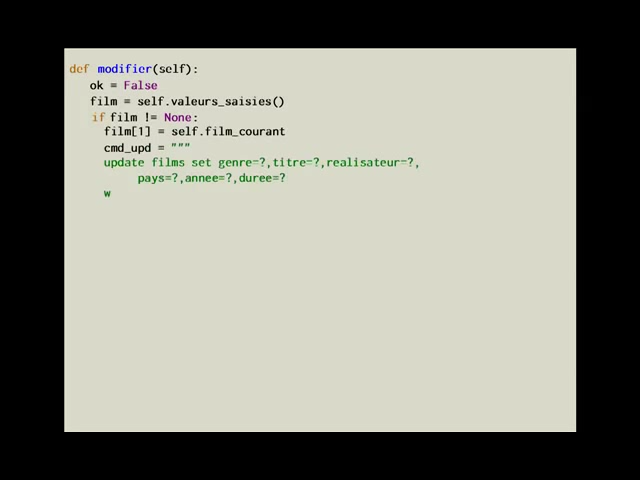 def modifier(self):
ok = False
film = self.valeurs_saisies()
if film != None:
film[1] = self.film_courant
cmd_upd = """
update films set genre=?,titre=?,realisateur=?,
pays=?,annee=?,duree=?
w